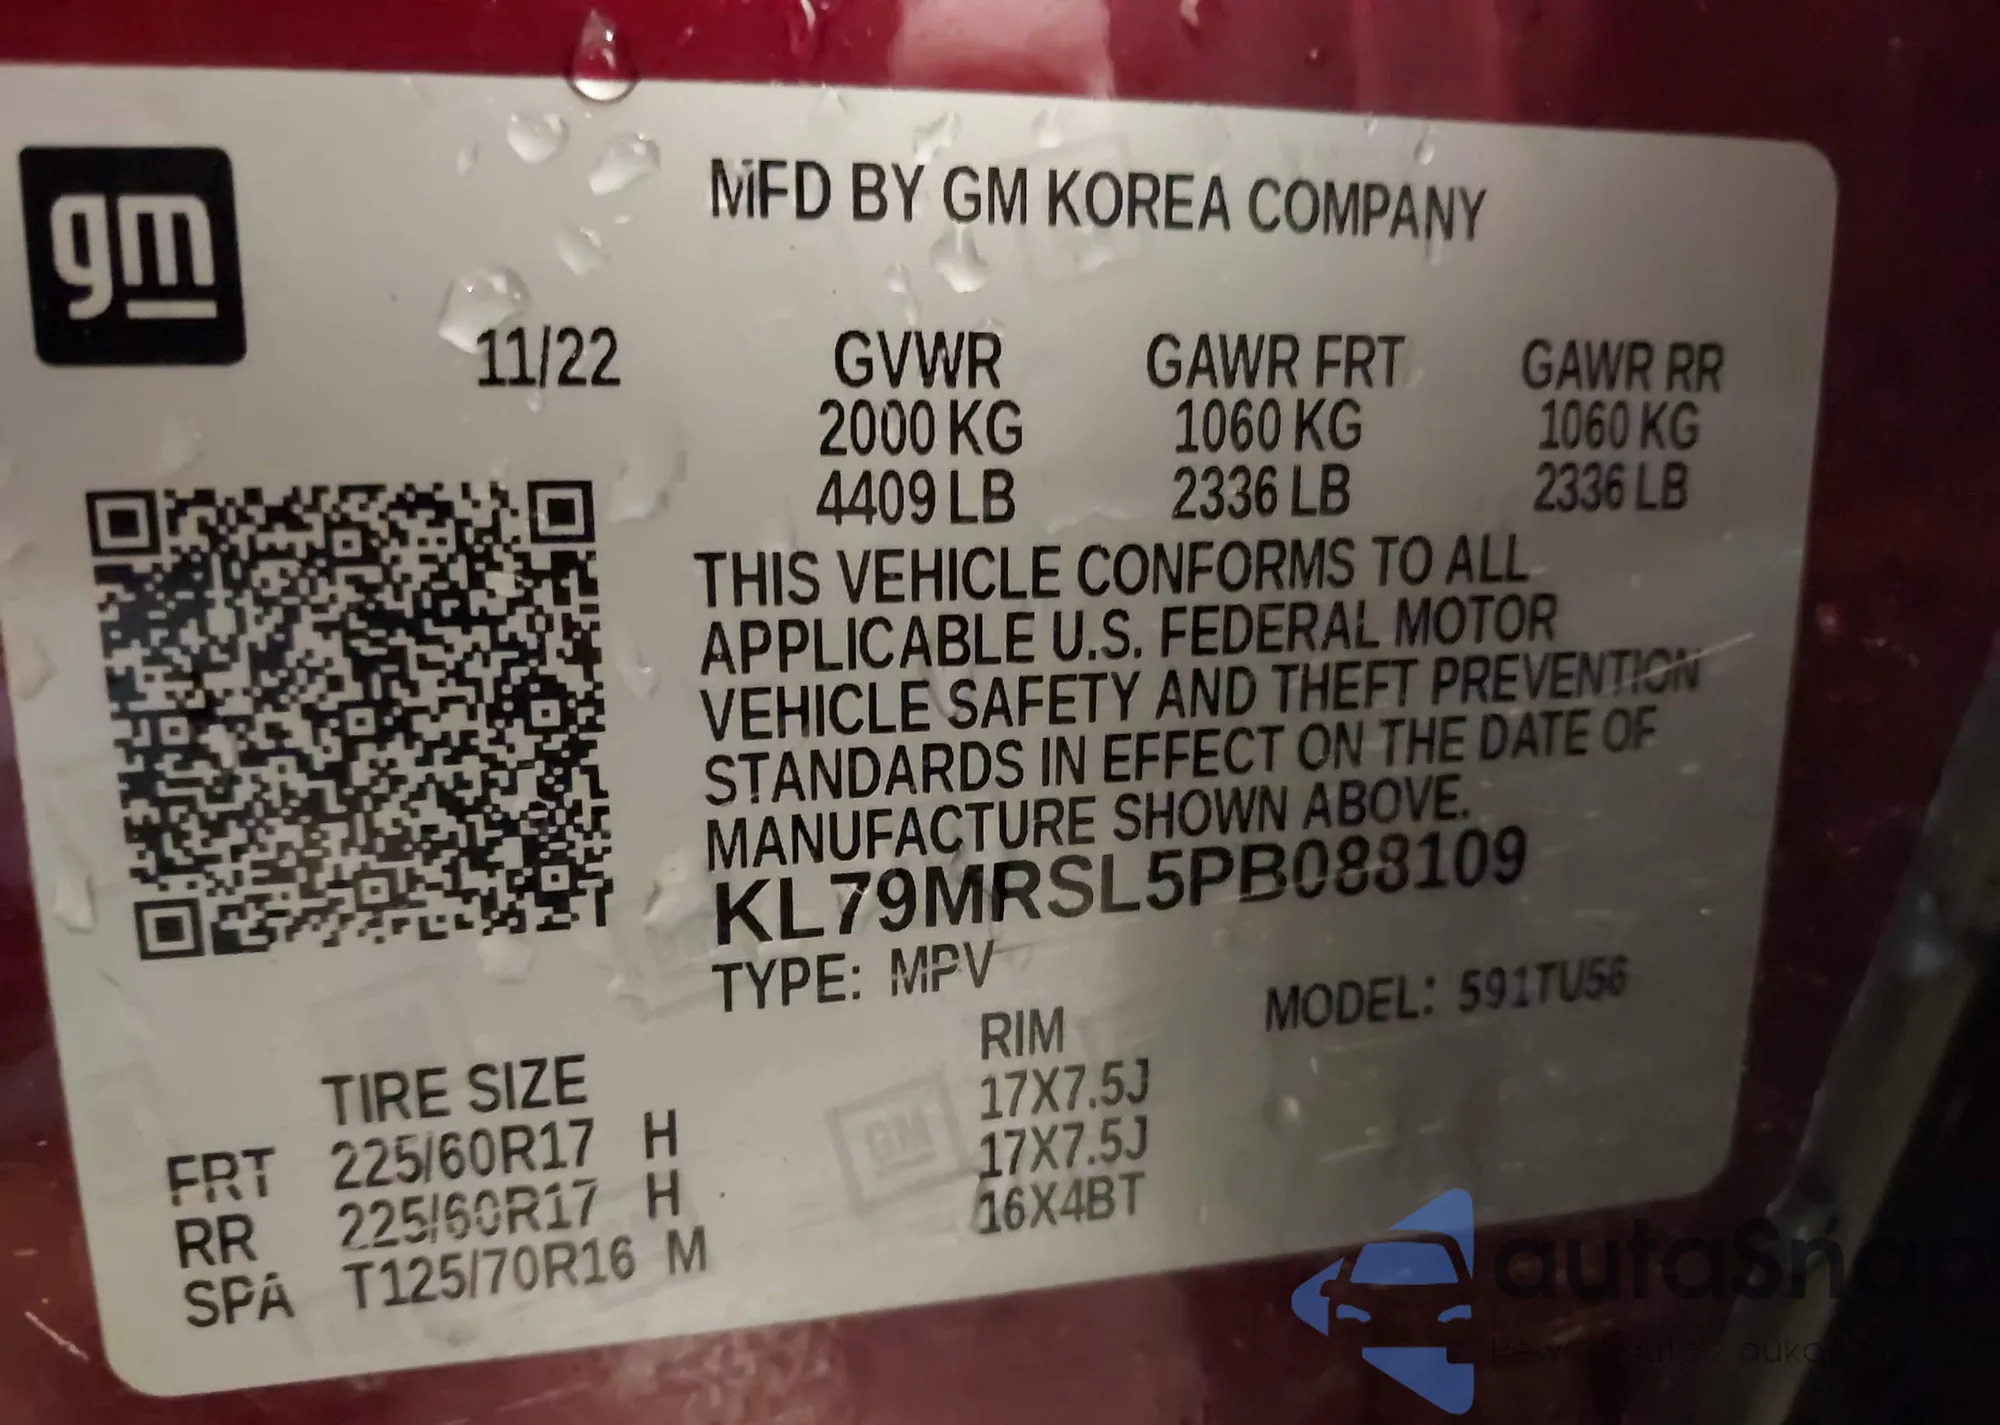 gm
MFD BY GM KOREA COMPANY
11/22
GVWR GAWR FRT GAWR RR
2000 KG 1060 KG 1060 KG
4409 LB 2336 LB 2336 LB
THIS VEHICLE CONFORMS TO ALL
APPLICABLE U.S. FEDERAL MOTOR
VEHICLE SAFETY AND THEFT PREVENTION
STANDARDS IN EFFECT ON THE DATE OF
MANUFACTURE SHOWN ABOVE.
KL79MRSL5PB088109
TYPE: MPV MODEL: 591TU56
TIRE SIZE RIM
FRT 225/60R17 H 17X7.5J
RR 225/60R17 H 17X7.5J
SPA T125/70R16 M 16X4BT
GM
autaSnap